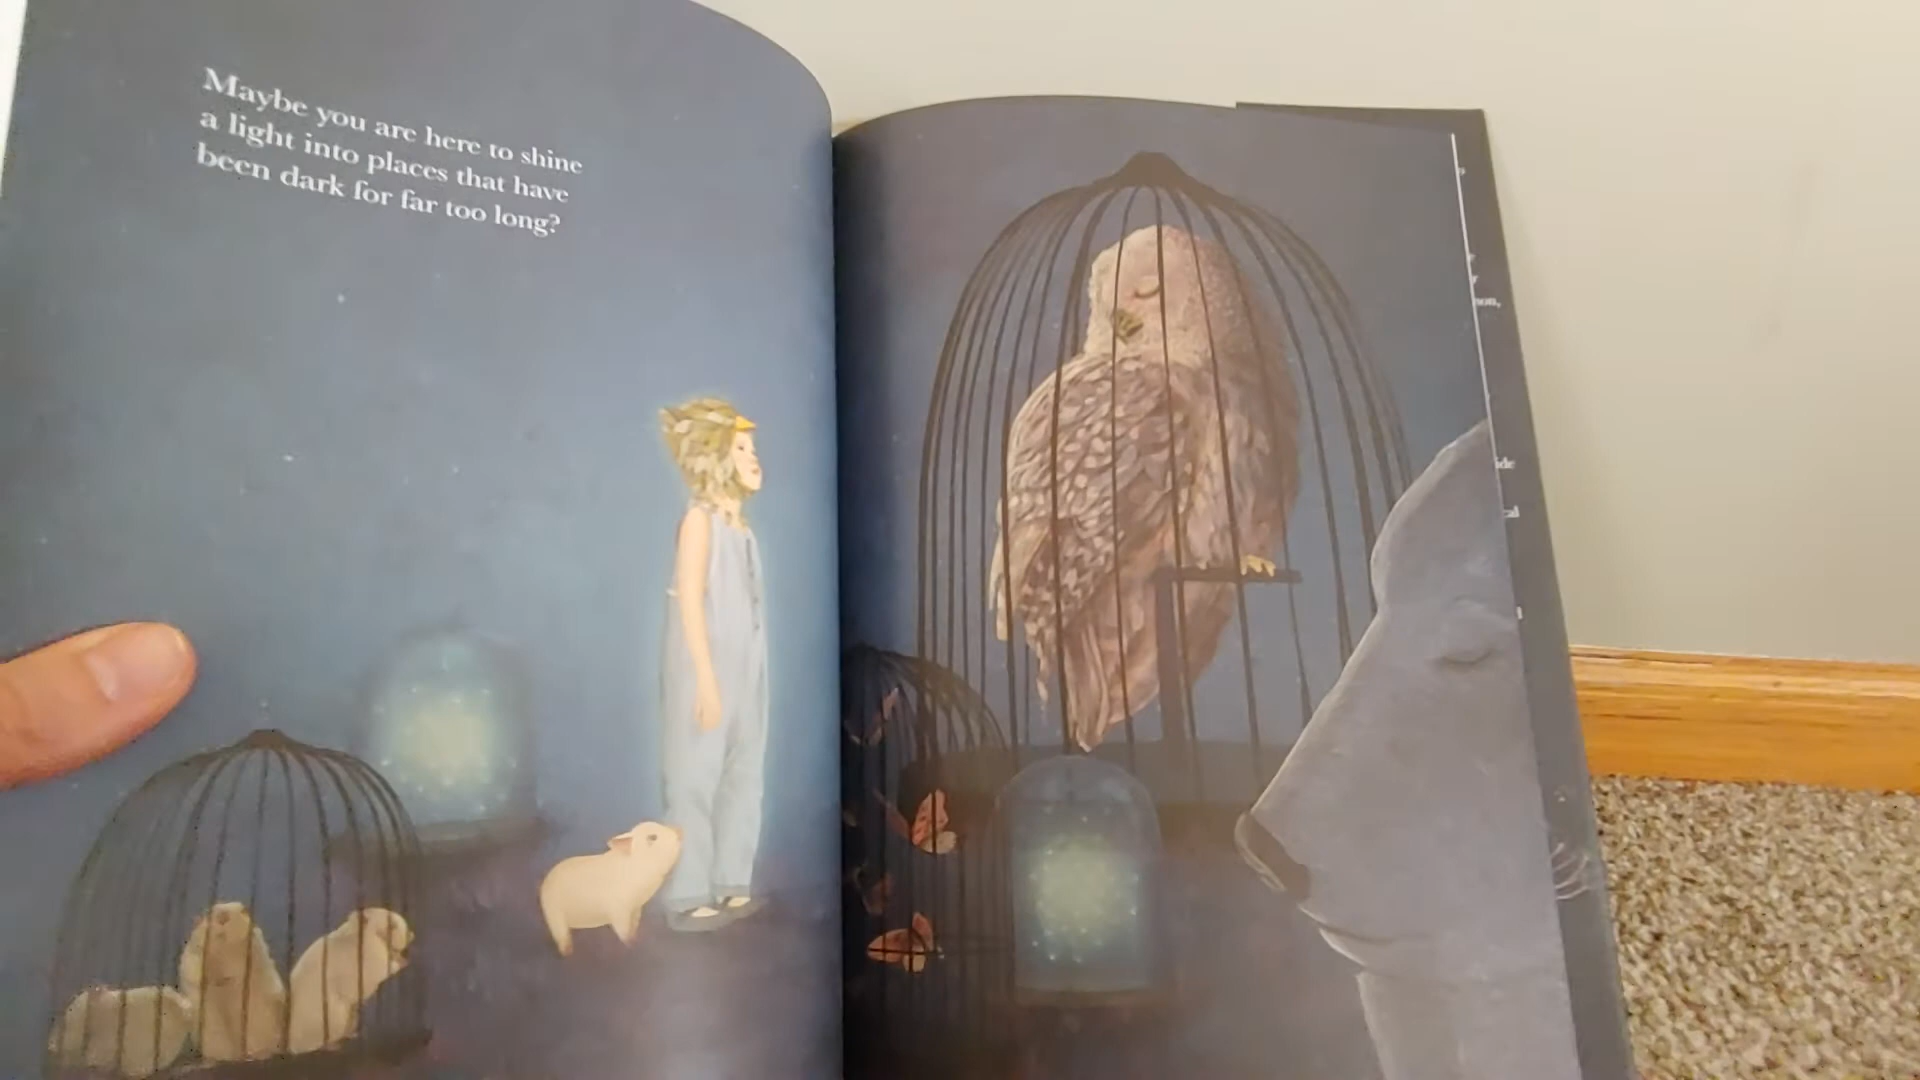 Maybe you are here to shine
a light into places that have
been dark for far too long?